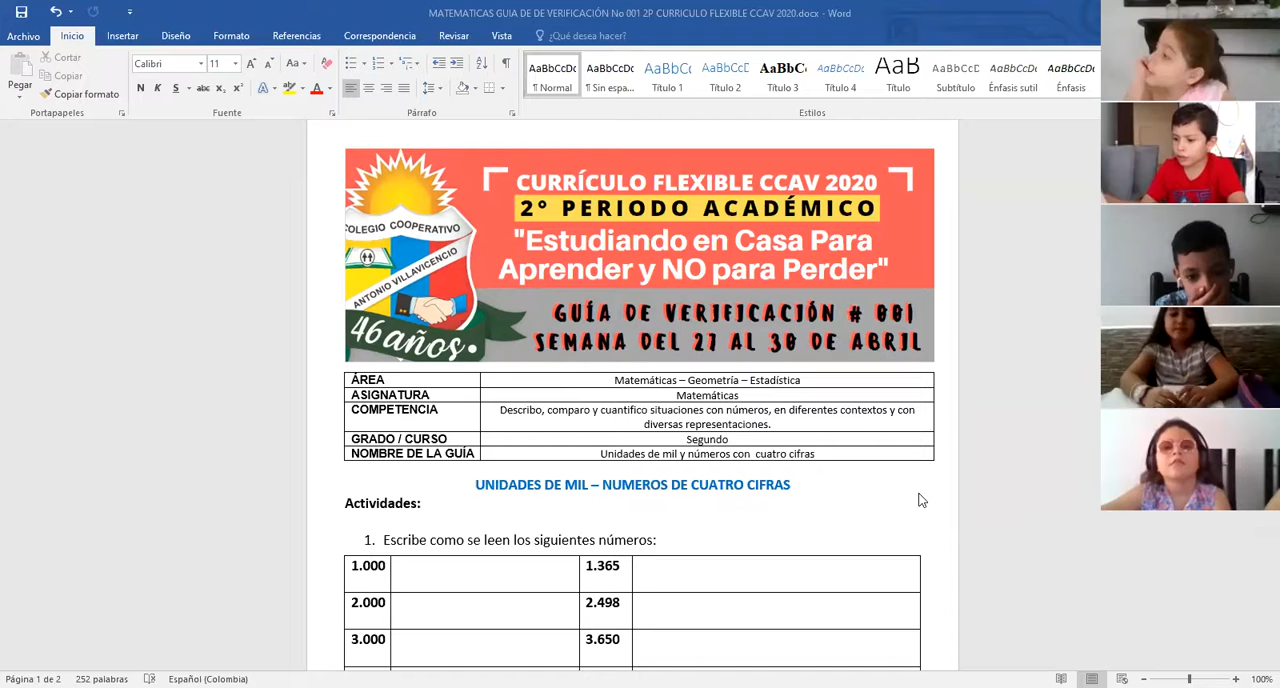 MATEMATICAS GUIA DE DE VERIFICACIÓN No 001 2P CURRICULO FLEXIBLE CCAV 2020.docx - Word
Archivo Inicio Insertar Diseño Formato Referencias Correspondencia Revisar Vista ¿Qué desea hacer?
Pegar
Cortar
Copiar
Copiar formato
Calibri 11
Aa
N K S abc x₂ x² A A
AaBbCcDc AaBbCcDc AaBbCc AaBbCcD AaBbC AaBbCcDc AaB AaBbCcD AaBbCcDc AaBbCcDc
¶ Normal ¶ Sin espa... Título 1 Título 2 Título 3 Título 4 Título Subtítulo Énfasis sutil Énfasis
Portapapeles Fuente Párrafo Estilos
CURRÍCULO FLEXIBLE CCAV 2020
2° PERIODO ACADÉMICO
"Estudiando en Casa Para
Aprender y NO para Perder"
GUÍA DE VERIFICACIÓN # 001
SEMANA DEL 27 AL 30 DE ABRIL
COLEGIO COOPERATIVO
ANTONIO VILLAVICENCIO
46 años.
ÁREA Matemáticas – Geometría – Estadística
ASIGNATURA Matemáticas
COMPETENCIA Describo, comparo y cuantifico situaciones con números, en diferentes contextos y con
diversas representaciones.
GRADO / CURSO Segundo
NOMBRE DE LA GUÍA Unidades de mil y números con cuatro cifras
UNIDADES DE MIL – NUMEROS DE CUATRO CIFRAS
Actividades:
1. Escribe como se leen los siguientes números:
1.000 1.365
2.000 2.498
3.000 3.650
Página 1 de 2 252 palabras Español (Colombia) 100%